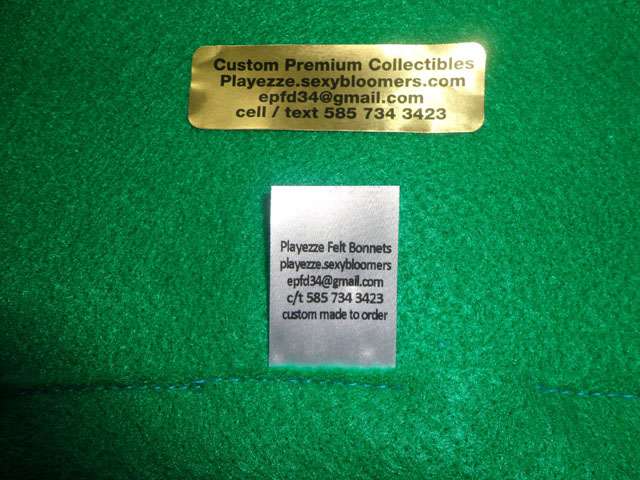 Custom Premium Collectibles
Playezze.sexybloomers.com
epfd34@gmail.com
cell / text 585 734 3423
Playezze Felt Bonnets
playezze.sexybloomers
epfd34@gmail.com
c/t 585 734 3423
custom made to order